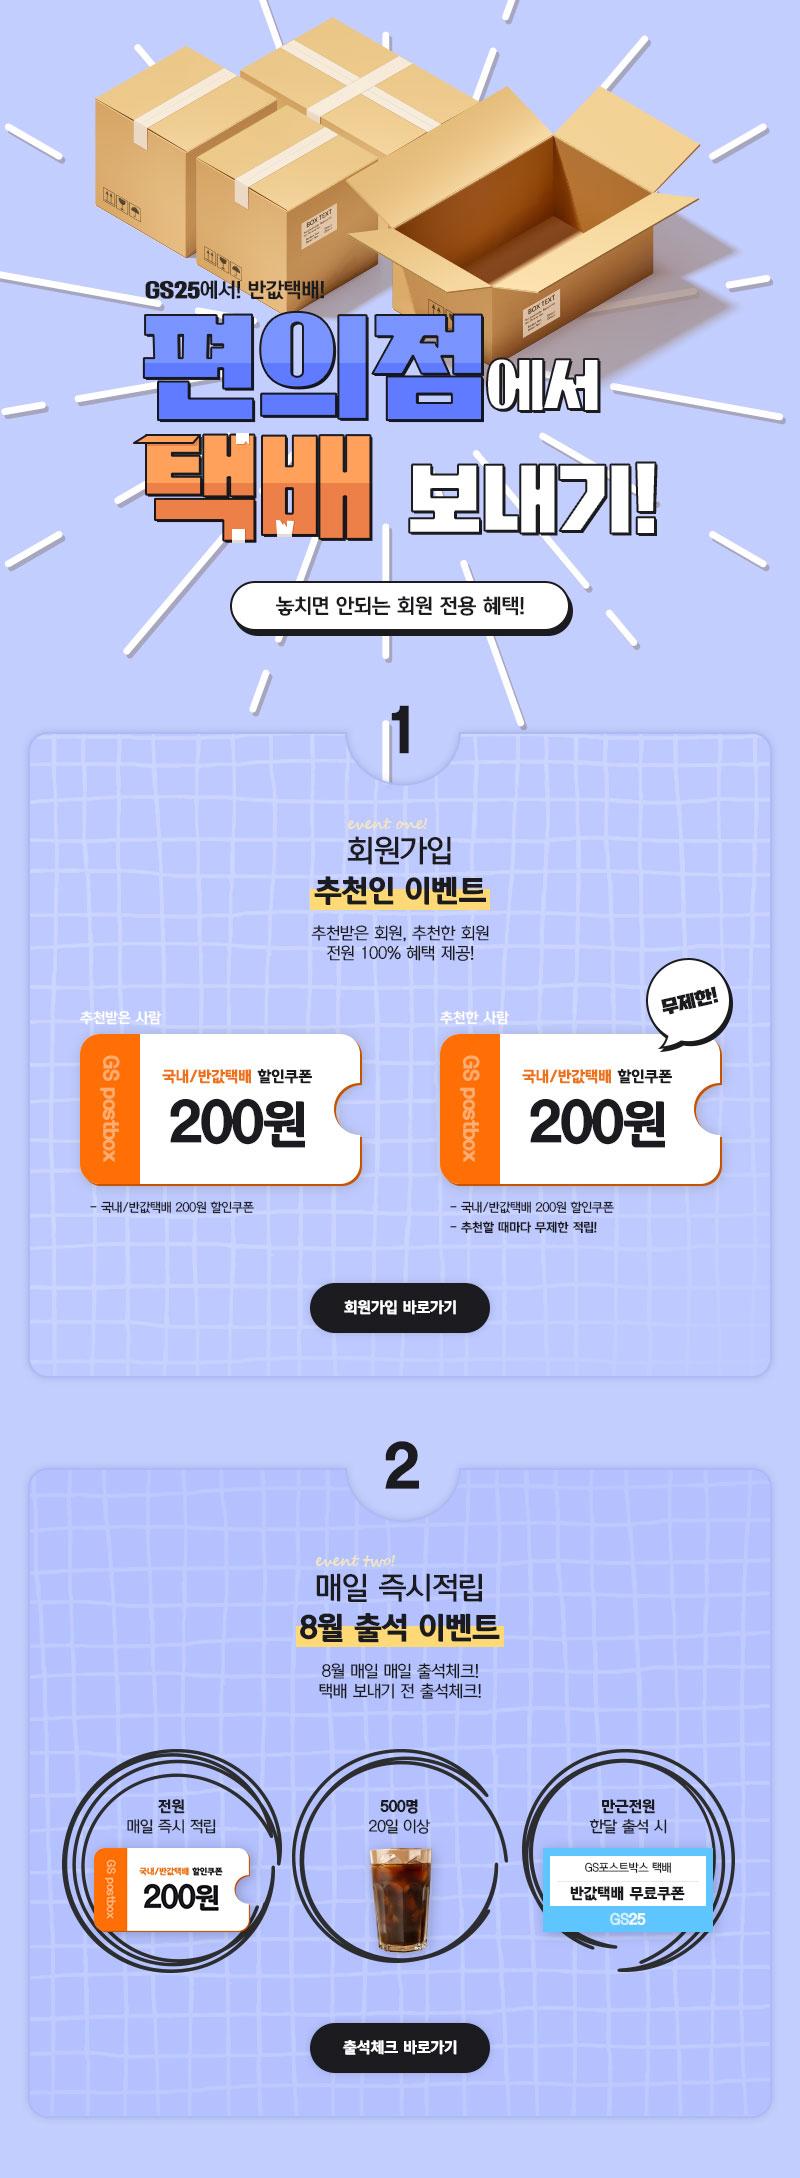 BOX TEXT
BOX TEXT
GS25에서! 반값택배!
편의점에서
택배 보내기!
놓치면 안되는 회원 전용 혜택!
1
event one!
회원가입
추천인 이벤트
추천받은 회원, 추천한 회원
전원 100% 혜택 제공!
무제한!
추천받은 사람
GS postbox
국내/반값택배 할인쿠폰
200원
- 국내/반값택배 200원 할인쿠폰
추천한 사람
GS postbox
국내/반값택배 할인쿠폰
200원
- 국내/반값택배 200원 할인쿠폰
- 추천할 때마다 무제한 적립!
회원가입 바로가기
2
event two!
매일 즉시적립
8월 출석 이벤트
8월 매일 매일 출석체크!
택배 보내기 전 출석체크!
전원
매일 즉시 적립
GS postbox
국내/반값택배 할인쿠폰
200원
500명
20일 이상
만근전원
한달 출석 시
GS포스트박스 택배
반값택배 무료쿠폰
GS25
출석체크 바로가기